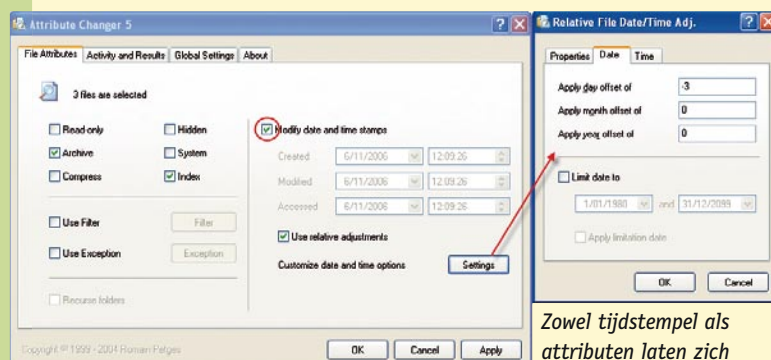 Attribute Changer 5
File Attributes Activity and Results Global Settings About
3 files are selected
Read only Hidden
Archive System
Compress Index
Use Filter Filter
Use Exception Exception
Recurse folders
Modify date and time stamps
Created 6/11/2006 12:09:26
Modified 6/11/2006 12:09:26
Accessed 6/11/2006 12:09:26
Use relative adjustments
Customize date and time options Settings
Copyright © 1999 - 2004 Romain Petges
OK Cancel Apply
Relative File Date/Time Adj.
Properties Date Time
Apply day offset of -3
Apply month offset of 0
Apply year offset of 0
Limit date to
1/01/1980 and 31/12/2099
Apply limitation date
OK Cancel
Zowel tijdstempel als
attributen laten zich